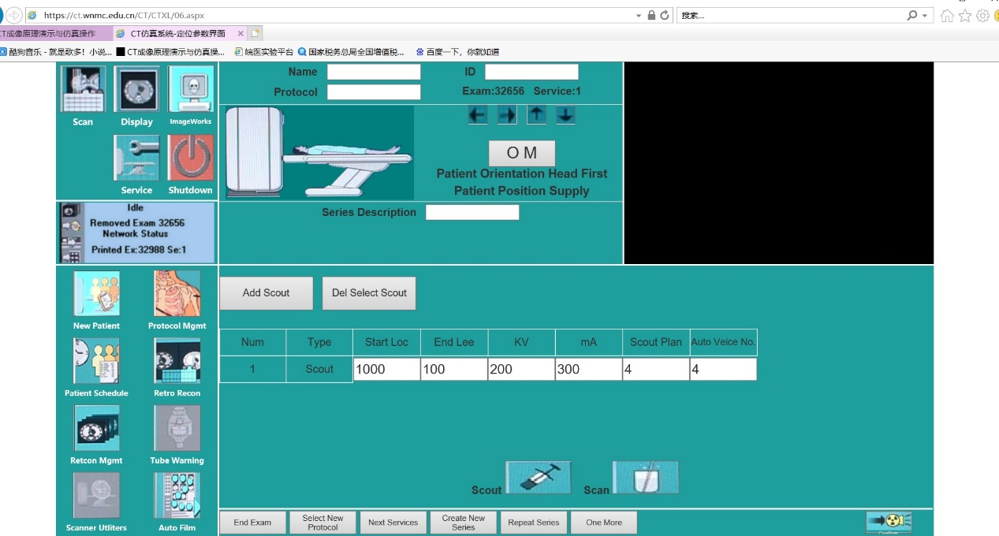 https://ct.wnmc.edu.cn/CT/CTXL/06.aspx
搜索...
CT成像原理演示与仿真操作
CT仿真系统-定位参数界面
酷狗音乐 - 就是歌多！小说...
CT成像原理演示与仿真操...
皖医实验平台
国家税务总局全国增值税...
百度一下，你就知道
Scan
Display
ImageWorks
Service
Shutdown
Name
ID
Protocol
Exam:32656 Service:1
O M
Patient Orientation Head First
Patient Position Supply
Series Description
Idle
Removed Exam 32656
Network Status
Printed Ex:32988 Se:1
New Patient
Protocol Mgmt
Patient Schedule
Retro Recon
Retcon Mgmt
Tube Warning
Scanner Utliters
Auto Film
Add Scout
Del Select Scout
Num Type Start Loc End Lee KV mA Scout Plan Auto Veice No.
1 Scout 1000 100 200 300 4 4
Scout
Scan
End Exam
Select New
Protocol
Next Services
Create New
Series
Repeat Series
One More